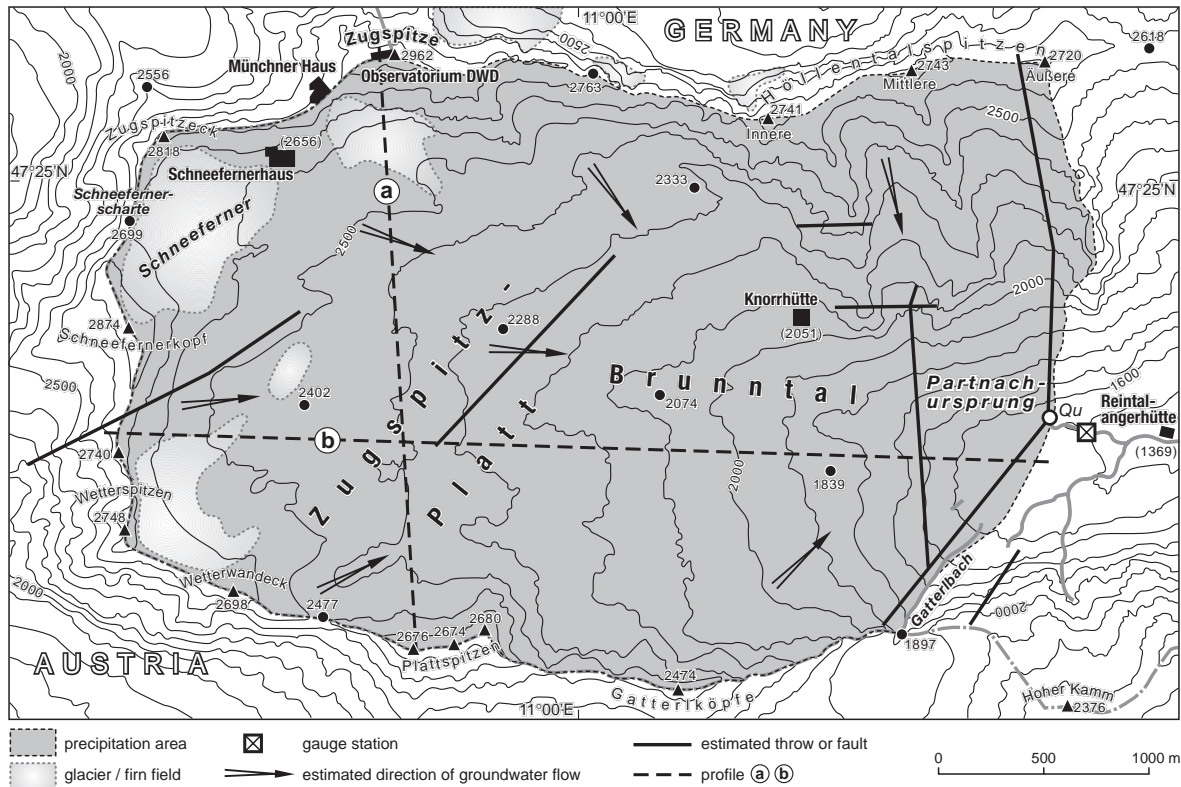 11°00'E
GERMANY
2618
2000
2500
Zugspitze
2962
2556
Münchner Haus
Observatorium DWD
2763
Höllentalspitzen
2743
Mittlere
2720
Äußere
2741
Innere
2500
Zugspitzeck
2818
(2656)
Schneefernerhaus
47°25'N
47°25'N
Schneeferner-
scharte
2699
Schneeferner
a
2333
2500
2000
2874
Schneefernerkopf
2288
Knorrhütte
(2051)
Zugspitz-
Platt
Brunntal
Partnach-
ursprung
1600
2500
2402
2074
Qu
Reintal-
angerhütte
(1369)
b
2740
2000
1839
Wetterspitzen
2748
Wetterwandeck
2698
2477
2000
2676
2674
2680
Plattspitzen
Gatterlbach
2000
1897
AUSTRIA
2474
Gatterlköpfe
11°00'E
Hoher Kamm
2376
precipitation area
gauge station
estimated throw or fault
glacier / firn field
estimated direction of groundwater flow
profile a b
0 500 1000 m